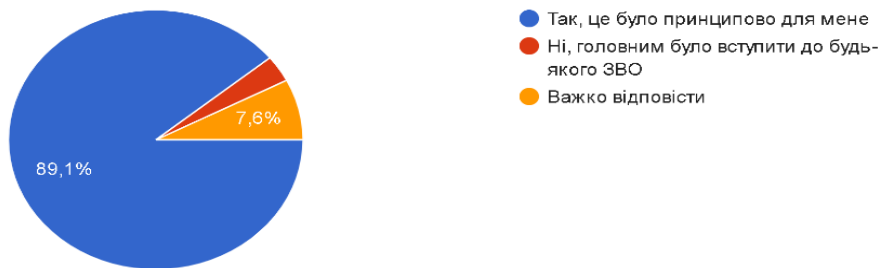 Так, це було принципово для мене
Ні, головним було вступити до будь-
якого ЗВО
Важко відповісти
7,6%
89,1%